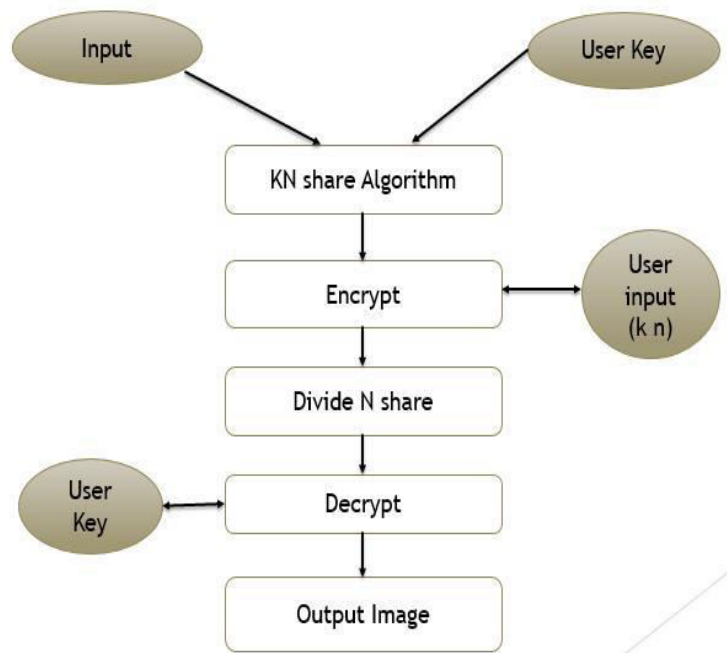 Input
User Key
KN share Algorithm
Encrypt
User
input
(k n)
Divide N share
User
Key
Decrypt
Output Image